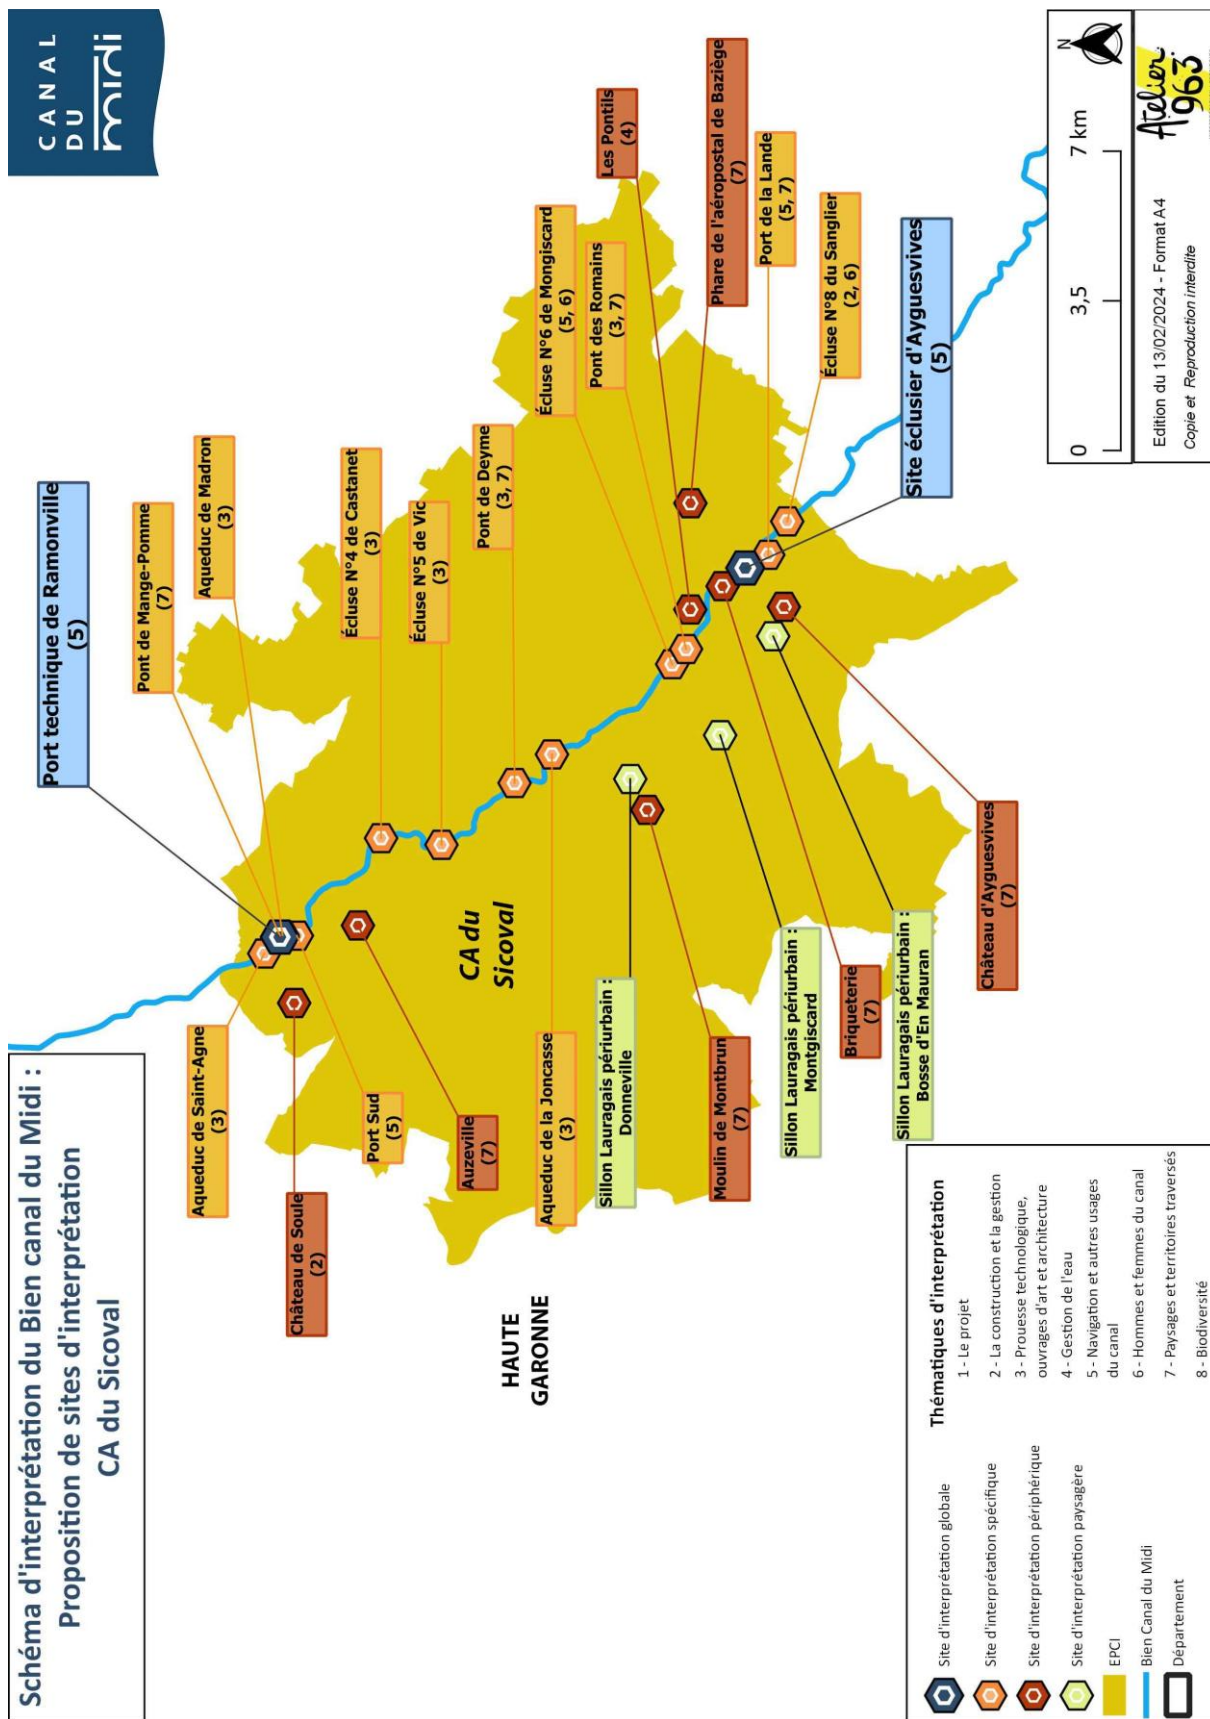 Schéma d'interprétation du Bien canal du Midi :
Proposition de sites d'interprétation
CA du Sicoval
CANAL
DU
midi
Port technique de Ramonville
(5)
Pont de Mange-Pomme
(7)
Aqueduc de Madron
(3)
Aqueduc de Saint-Agne
(3)
Château de Soule
(2)
Port Sud
(5)
Écluse N°4 de Castanet
(3)
Écluse N°5 de Vic
(3)
Auzeville
(7)
Pont de Deyme
(3, 7)
CA du
Sicoval
HAUTE
GARONNE
Aqueduc de la Joncasse
(3)
Écluse N°6 de Mongiscard
(5, 6)
Pont des Romains
(3, 7)
Les Pontils
(4)
Sillon Lauragais périurbain :
Donneville
Moulin de Montbrun
(7)
Phare de l'aéropostal de Baziège
(7)
Port de la Lande
(5, 7)
Écluse N°8 du Sanglier
(2, 6)
Sillon Lauragais périurbain :
Montgiscard
Briqueterie
(7)
Sillon Lauragais périurbain :
Bosse d'En Mauran
Site éclusier d'Ayguesvives
(5)
Château d'Ayguesvives
(7)
Site d'interprétation globale
Site d'interprétation spécifique
Site d'interprétation périphérique
Site d'interprétation paysagère
EPCI
Bien Canal du Midi
Département
Thématiques d'interprétation
1 - Le projet
2 - La construction et la gestion
3 - Prouesse technologique,
ouvrages d'art et architecture
4 - Gestion de l'eau
5 - Navigation et autres usages
du canal
6 - Hommes et femmes du canal
7 - Paysages et territoires traversés
8 - Biodiversité
0 3,5 7 km
N
Edition du 13/02/2024 - Format A4
Copie et Reproduction interdite
Atelier
963